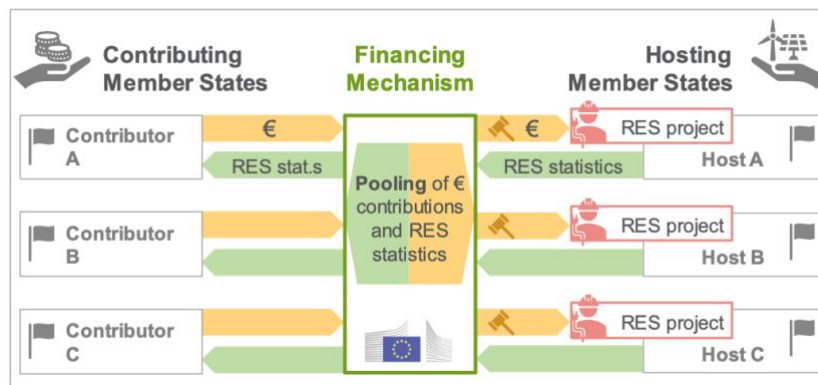 Contributing
Member States
Financing
Mechanism
Hosting
Member States
Contributor
A
€
RES stat.s
€
RES project
RES statistics
Host A
Pooling of €
contributions
and RES
statistics
Contributor
B
RES project
Host B
Contributor
C
RES project
Host C